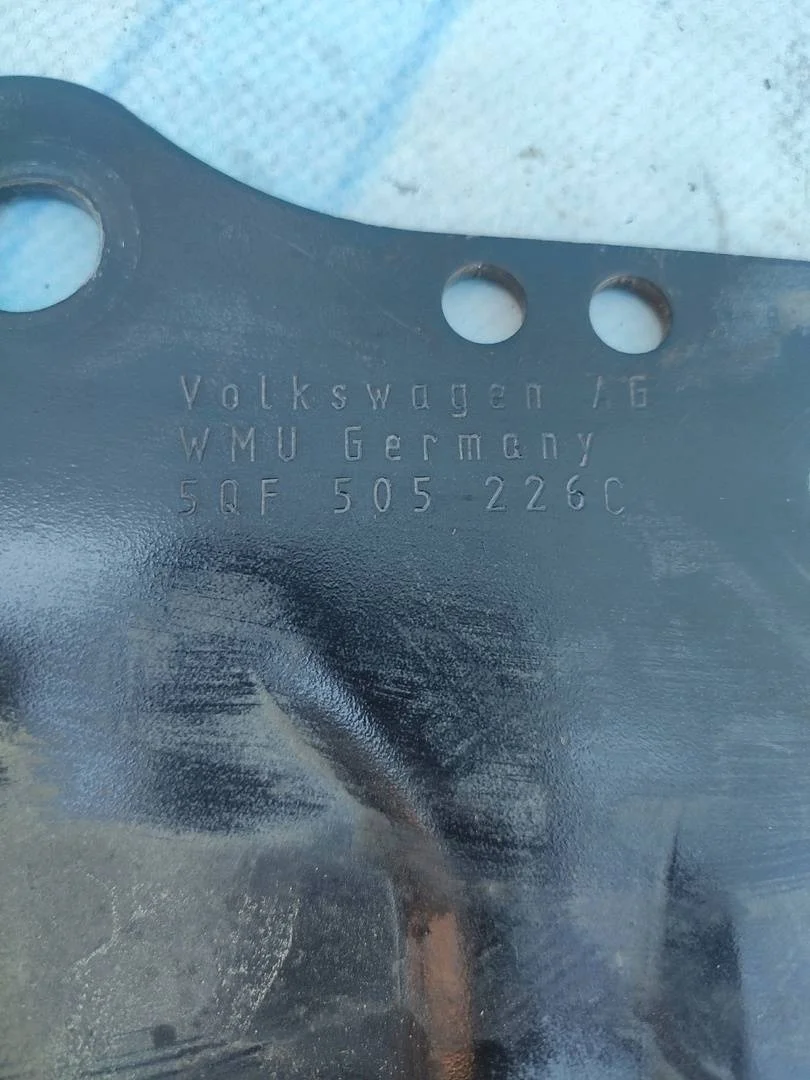 Volkswagen AG
WMU Germany
5QF 505 226C